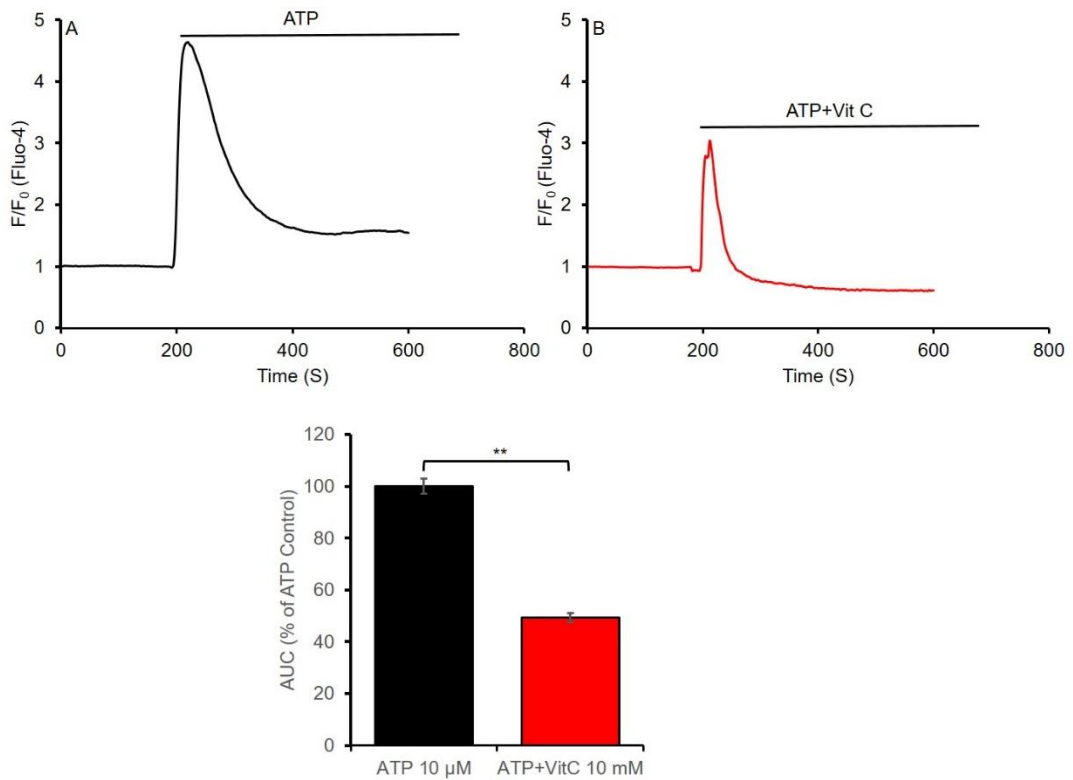 A
ATP
5
4
3
2
1
0
F/F₀ (Fluo-4)
0
200
400
600
800
Time (S)
B
ATP+Vit C
5
4
3
2
1
0
F/F₀ (Fluo-4)
0
200
400
600
800
Time (S)
120
100
80
60
40
20
0
AUC (% of ATP Control)
**
ATP 10 µM
ATP+VitC 10 mM